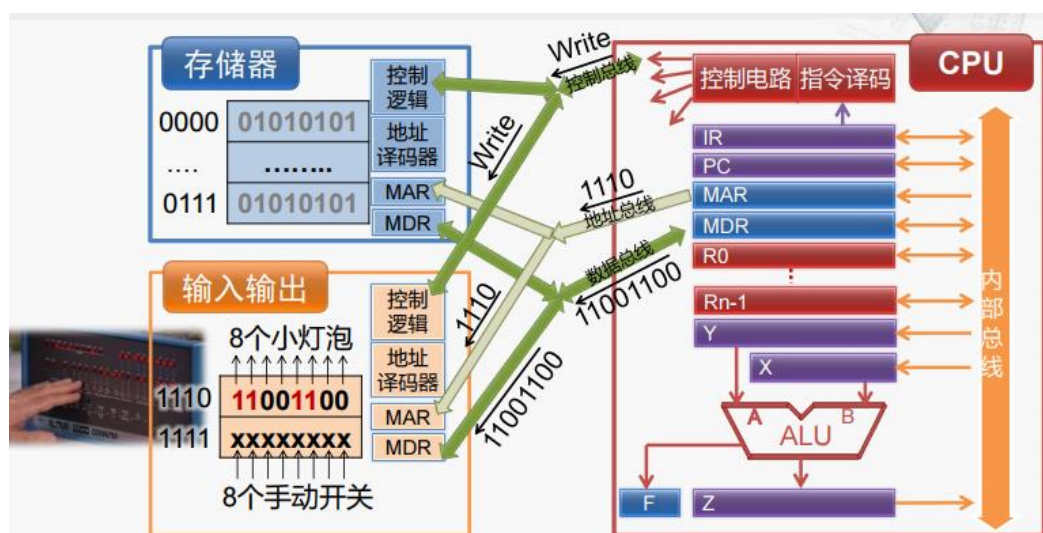 存储器
控制
逻辑
地址
译码器
MAR
MDR
0000
01010101
....
........
0111
01010101
输入输出
8个小灯泡
1110
11001100
1111
xxxxxxxx
8个手动开关
控制
逻辑
地址
译码器
MAR
MDR
Write
控制总线
Write
1110
地址总线
1110
数据总线
11001100
11001100
CPU
控制电路
指令译码
IR
PC
MAR
MDR
R0
Rn-1
Y
X
A
B
ALU
F
Z
内部总线